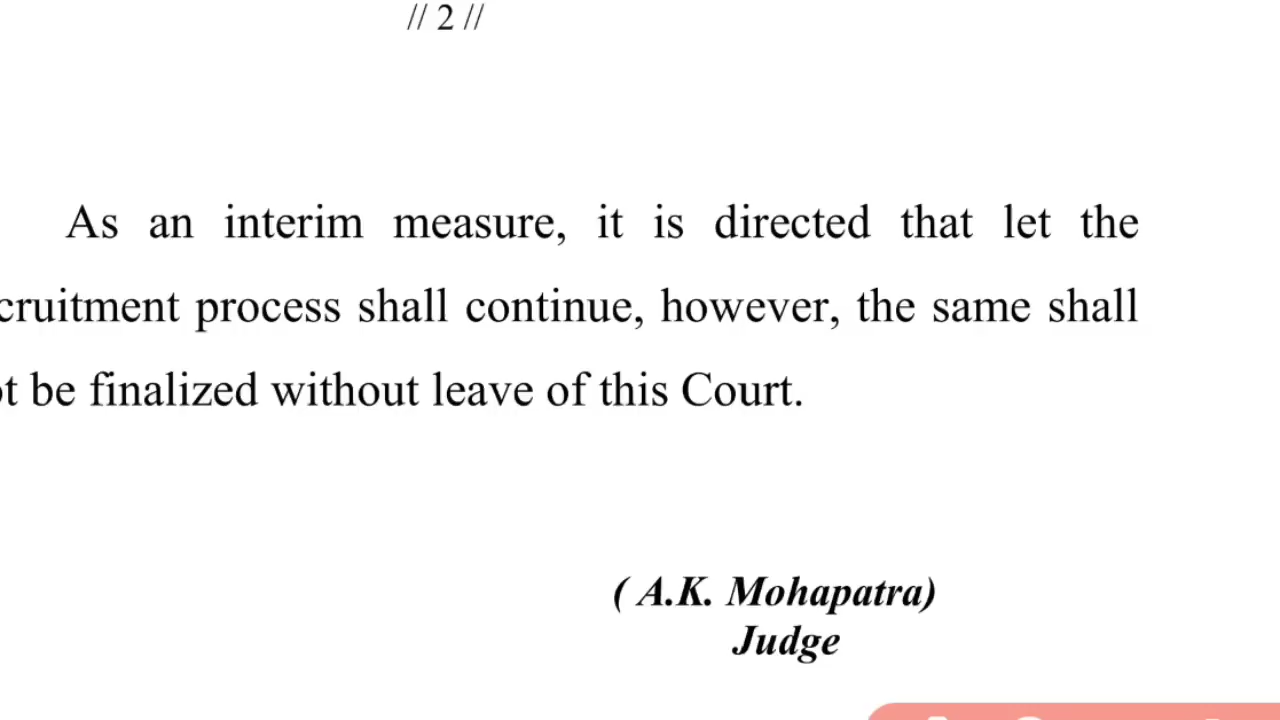 // 2 //
As an interim measure, it is directed that let the
cruitment process shall continue, however, the same shall
t be finalized without leave of this Court.
( A.K. Mohapatra)
Judge